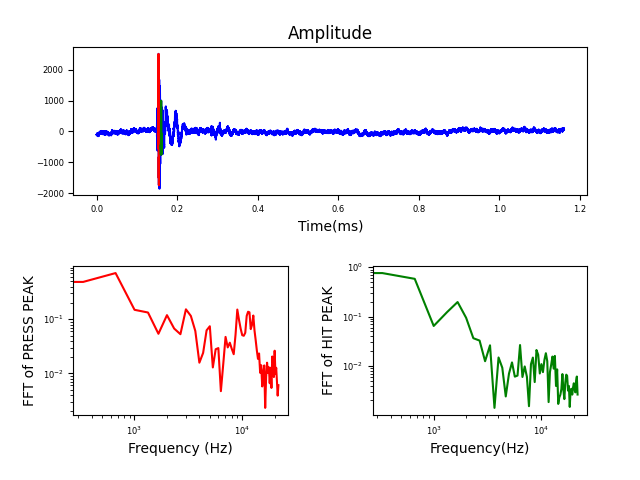 Amplitude
2000
1000
0
−1000
−2000
0.0 0.2 0.4 0.6 0.8 1.0 1.2
Time(ms)
FFT of PRESS PEAK
10⁻¹
10⁻²
10³ 10⁴
Frequency (Hz)
FFT of HIT PEAK
10⁰
10⁻¹
10⁻²
10³ 10⁴
Frequency(Hz)